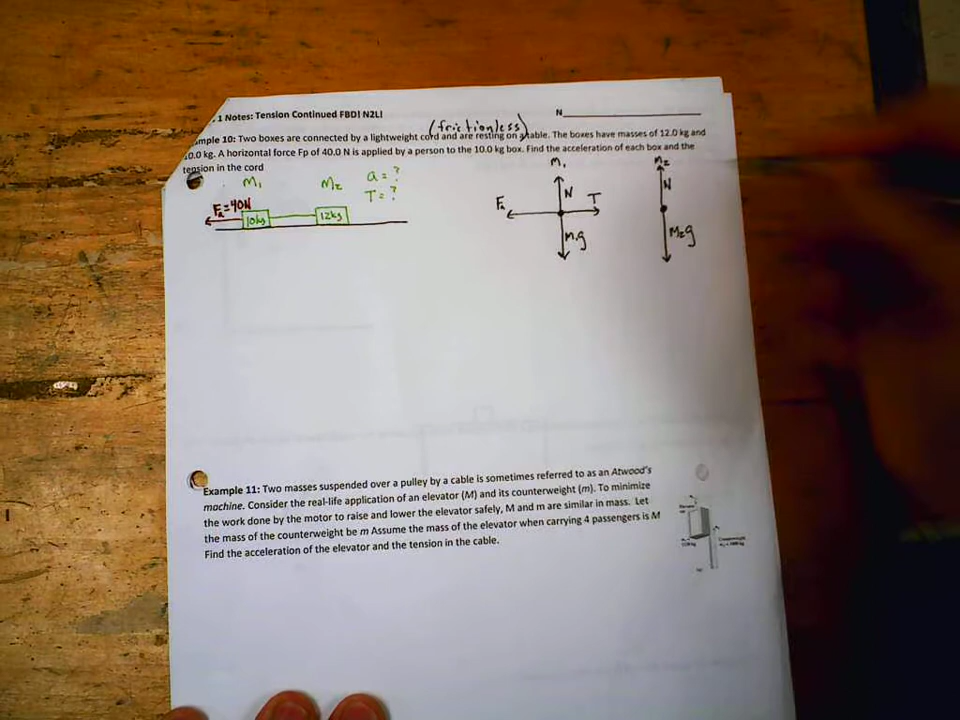 1 Notes: Tension Continued FBD! N2L!
N
(frictionless)
mple 10: Two boxes are connected by a lightweight cord and are resting on a table. The boxes have masses of 12.0 kg and
10.0 kg. A horizontal force Fp of 40.0 N is applied by a person to the 10.0 kg box. Find the acceleration of each box and the
tension in the cord
M₁ M₂ a = ?
T = ?
Fa=40N
10kg 12kg
M₁ M₂
Fa N T N
M₁g M₂g
Example 11: Two masses suspended over a pulley by a cable is sometimes referred to as an Atwood's
machine. Consider the real-life application of an elevator (M) and its counterweight (m). To minimize
the work done by the motor to raise and lower the elevator safely, M and m are similar in mass. Let
the mass of the counterweight be m Assume the mass of the elevator when carrying 4 passengers is M
Find the acceleration of the elevator and the tension in the cable.